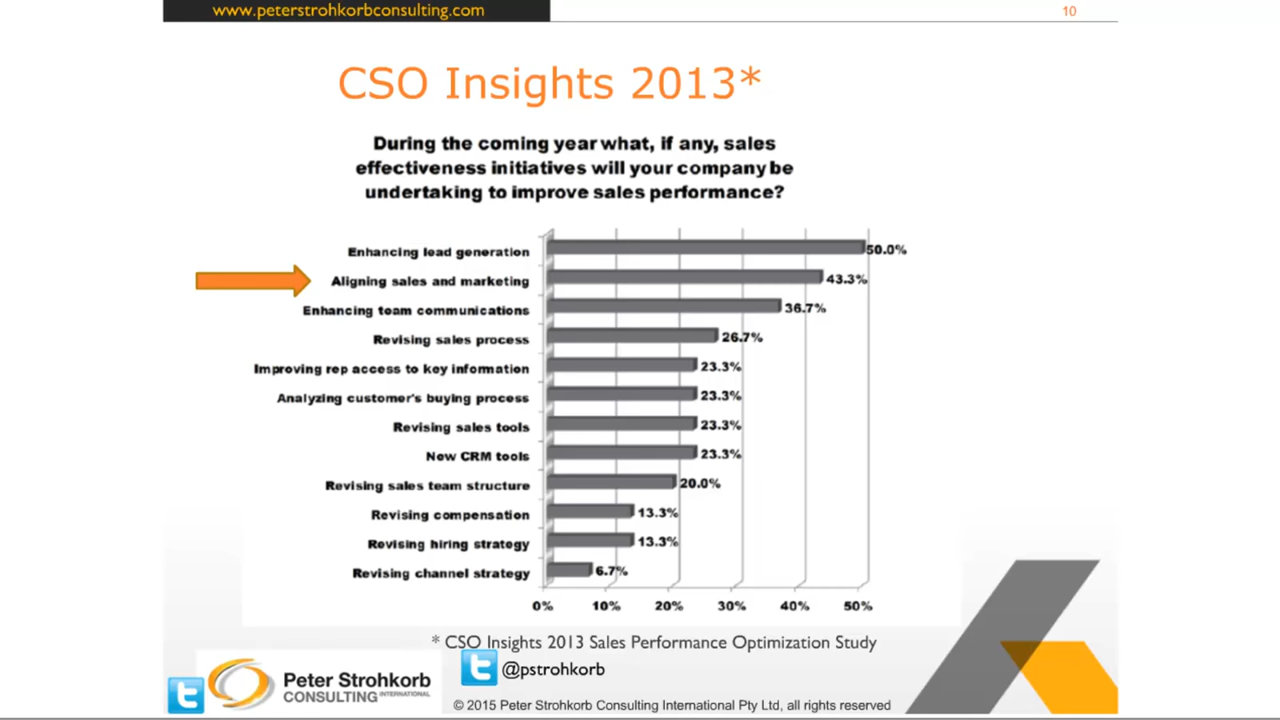 www.peterstrohkorbconsulting.com
10
CSO Insights 2013*
During the coming year what, if any, sales
effectiveness initiatives will your company be
undertaking to improve sales performance?
Enhancing lead generation 50.0%
Aligning sales and marketing 43.3%
Enhancing team communications 36.7%
Revising sales process 26.7%
Improving rep access to key information 23.3%
Analyzing customer's buying process 23.3%
Revising sales tools 23.3%
New CRM tools 23.3%
Revising sales team structure 20.0%
Revising compensation 13.3%
Revising hiring strategy 13.3%
Revising channel strategy 6.7%
0% 10% 20% 30% 40% 50%
* CSO Insights 2013 Sales Performance Optimization Study
@pstrohkorb
Peter Strohkorb
CONSULTING INTERNATIONAL
© 2015 Peter Strohkorb Consulting International Pty Ltd, all rights reserved